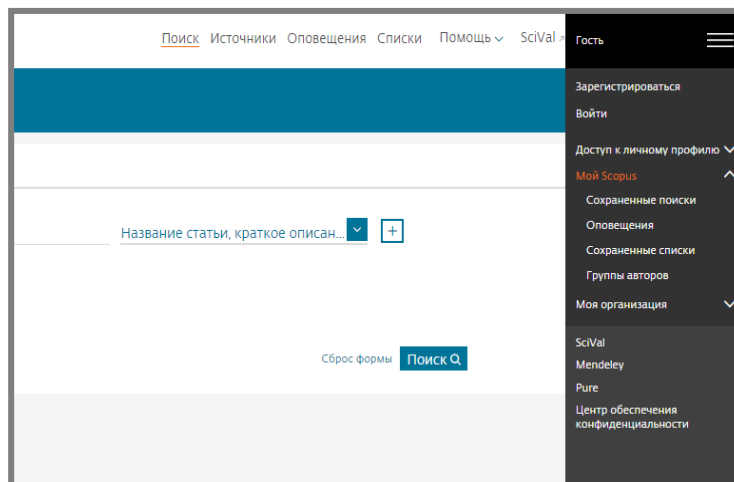 Поиск Источники Оповещения Списки Помощь SciVal
Гость
Зарегистрироваться
Войти
Доступ к личному профилю
Мой Scopus
Сохраненные поиски
Оповещения
Сохраненные списки
Группы авторов
Моя организация
SciVal
Mendeley
Pure
Центр обеспечения
конфиденциальности
Название статьи, краткое описан...
Сброс формы Поиск